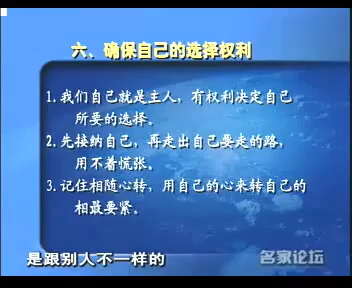 六、确保自己的选择权利
1.我们自己就是主人，有权利决定自己
所要的选择。
2.先接纳自己，再走出自己要走的路，
用不着慌张。
3.记住相随心转，用自己的心来转自己的
相最要紧。
是跟别人不一样的
名家论坛